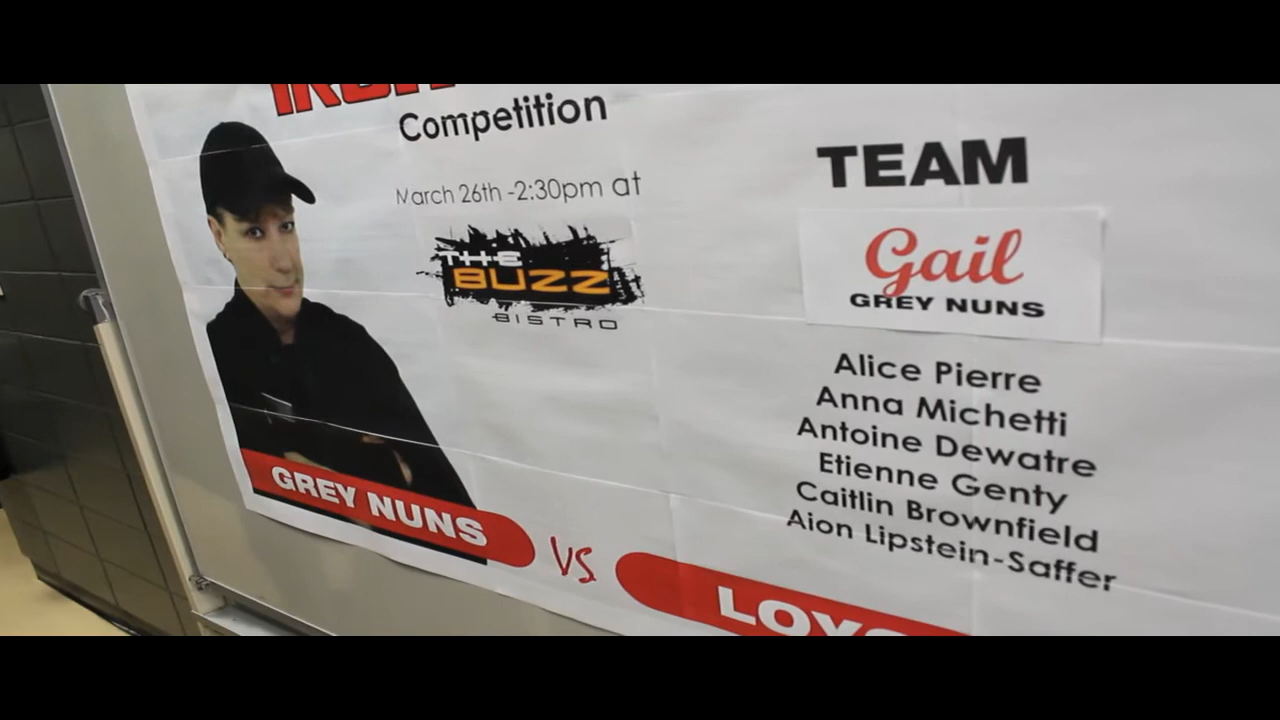 Competition
March 26th -2:30pm at
THE
BUZZ
BISTRO
GREY NUNS
vs
TEAM
Gail
GREY NUNS
Alice Pierre
Anna Michetti
Antoine Dewatre
Etienne Genty
Caitlin Brownfield
Aion Lipstein-Saffer